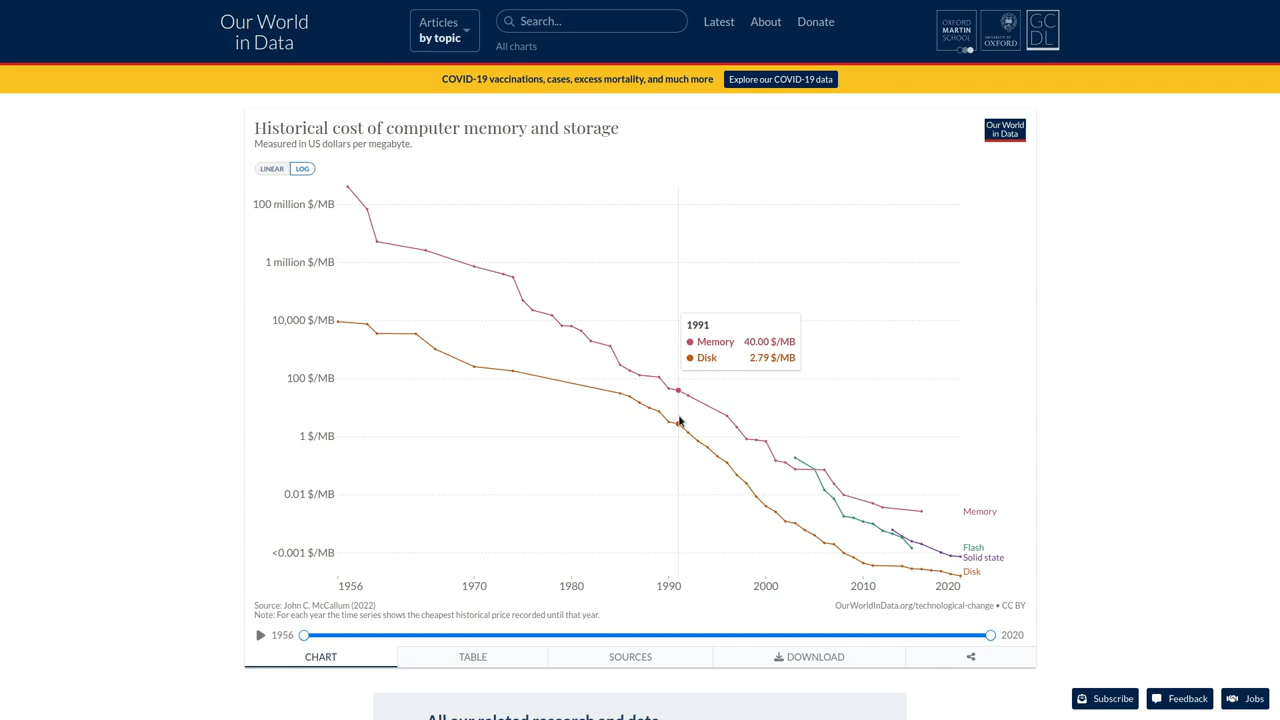 Our World
in Data
Articles
by topic
Search...
All charts
Latest
About
Donate
OXFORD
MARTIN
SCHOOL
UNIVERSITY OF
OXFORD
GC
DL
COVID-19 vaccinations, cases, excess mortality, and much more
Explore our COVID-19 data
Historical cost of computer memory and storage
Measured in US dollars per megabyte.
Our World
in Data
LINEAR
LOG
100 million $/MB
1 million $/MB
10,000 $/MB
100 $/MB
1 $/MB
0.01 $/MB
<0.001 $/MB
1991
Memory 40.00 $/MB
Disk 2.79 $/MB
Memory
Flash
Solid state
Disk
1956
1970
1980
1990
2000
2010
2020
Source: John C. McCallum (2022)
OurWorldInData.org/technological-change • CC BY
Note: For each year the time series shows the cheapest historical price recorded until that year.
1956
2020
CHART
TABLE
SOURCES
DOWNLOAD
Subscribe
Feedback
Jobs